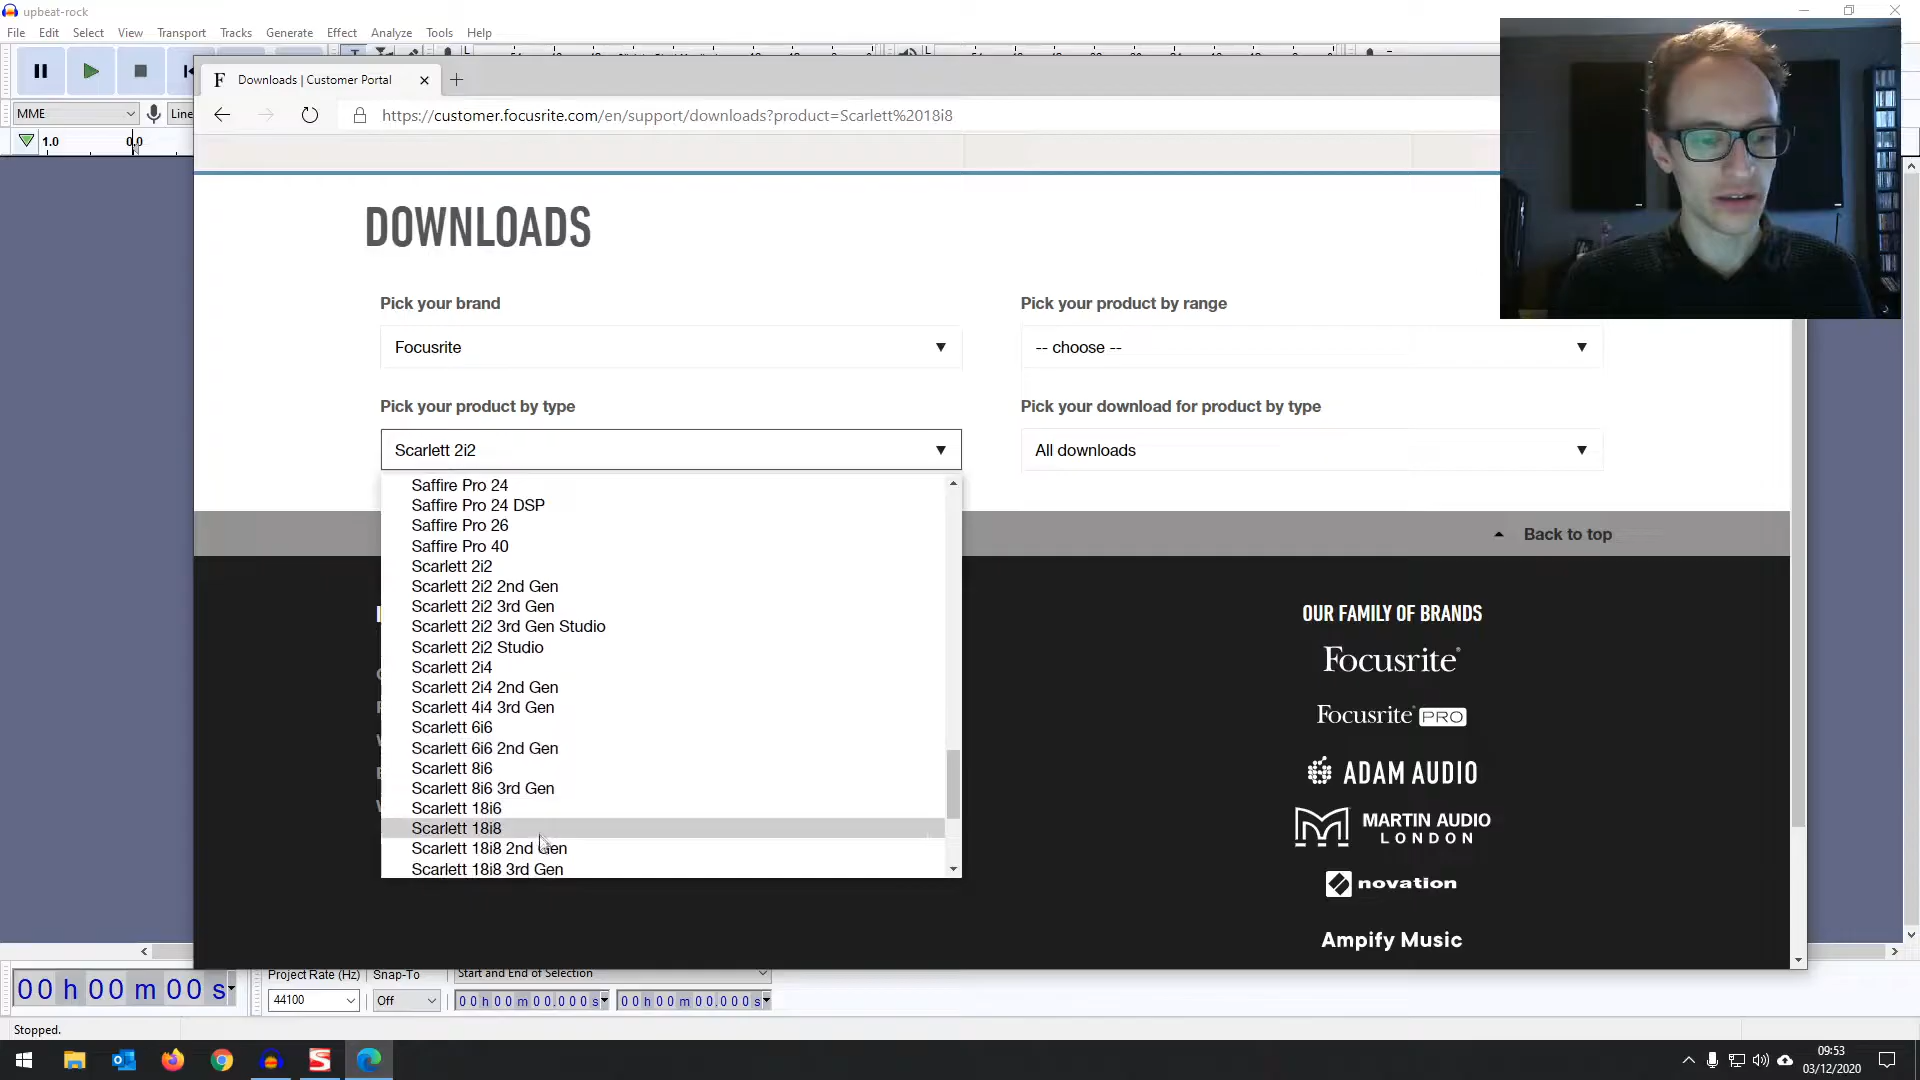 upbeat-rock
File Edit Select View Transport Tracks Generate Effect Analyze Tools Help
Downloads | Customer Portal
MME
Line
https://customer.focusrite.com/en/support/downloads?product=Scarlett%2018i8
1.0 0.0
DOWNLOADS
Pick your brand
Pick your product by range
Focusrite
-- choose --
Pick your product by type
Pick your download for product by type
Scarlett 2i2
All downloads
Saffire Pro 24
Saffire Pro 24 DSP
Saffire Pro 26
Saffire Pro 40
Scarlett 2i2
Scarlett 2i2 2nd Gen
Scarlett 2i2 3rd Gen
Scarlett 2i2 3rd Gen Studio
Scarlett 2i2 Studio
Scarlett 2i4
Scarlett 2i4 2nd Gen
Scarlett 4i4 3rd Gen
Scarlett 6i6
Scarlett 6i6 2nd Gen
Scarlett 8i6
Scarlett 8i6 3rd Gen
Scarlett 18i6
Scarlett 18i8
Scarlett 18i8 2nd Gen
Scarlett 18i8 3rd Gen
Back to top
OUR FAMILY OF BRANDS
Focusrite
Focusrite PRO
ADAM AUDIO
MARTIN AUDIO
LONDON
novation
Ampify Music
Project Rate (Hz) Snap-To Start and End of Selection
00 h 00 m 00 s
44100 Off 00 h 00 m 00.000 s 00 h 00 m 00.000 s
Stopped.
09:53
03/12/2020